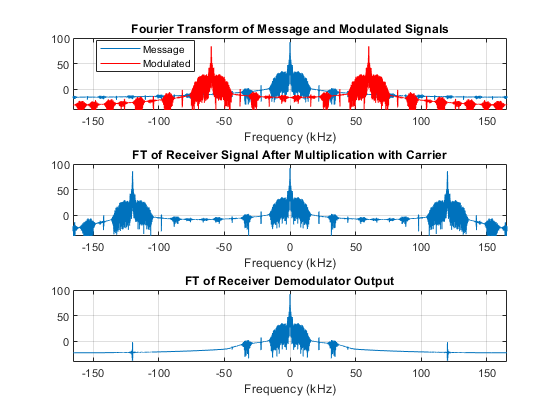 Fourier Transform of Message and Modulated Signals
100
50
0
Message
Modulated
-150 -100 -50 0 50 100 150
Frequency (kHz)
FT of Receiver Signal After Multiplication with Carrier
100
50
0
-150 -100 -50 0 50 100 150
Frequency (kHz)
FT of Receiver Demodulator Output
100
50
0
-150 -100 -50 0 50 100 150
Frequency (kHz)